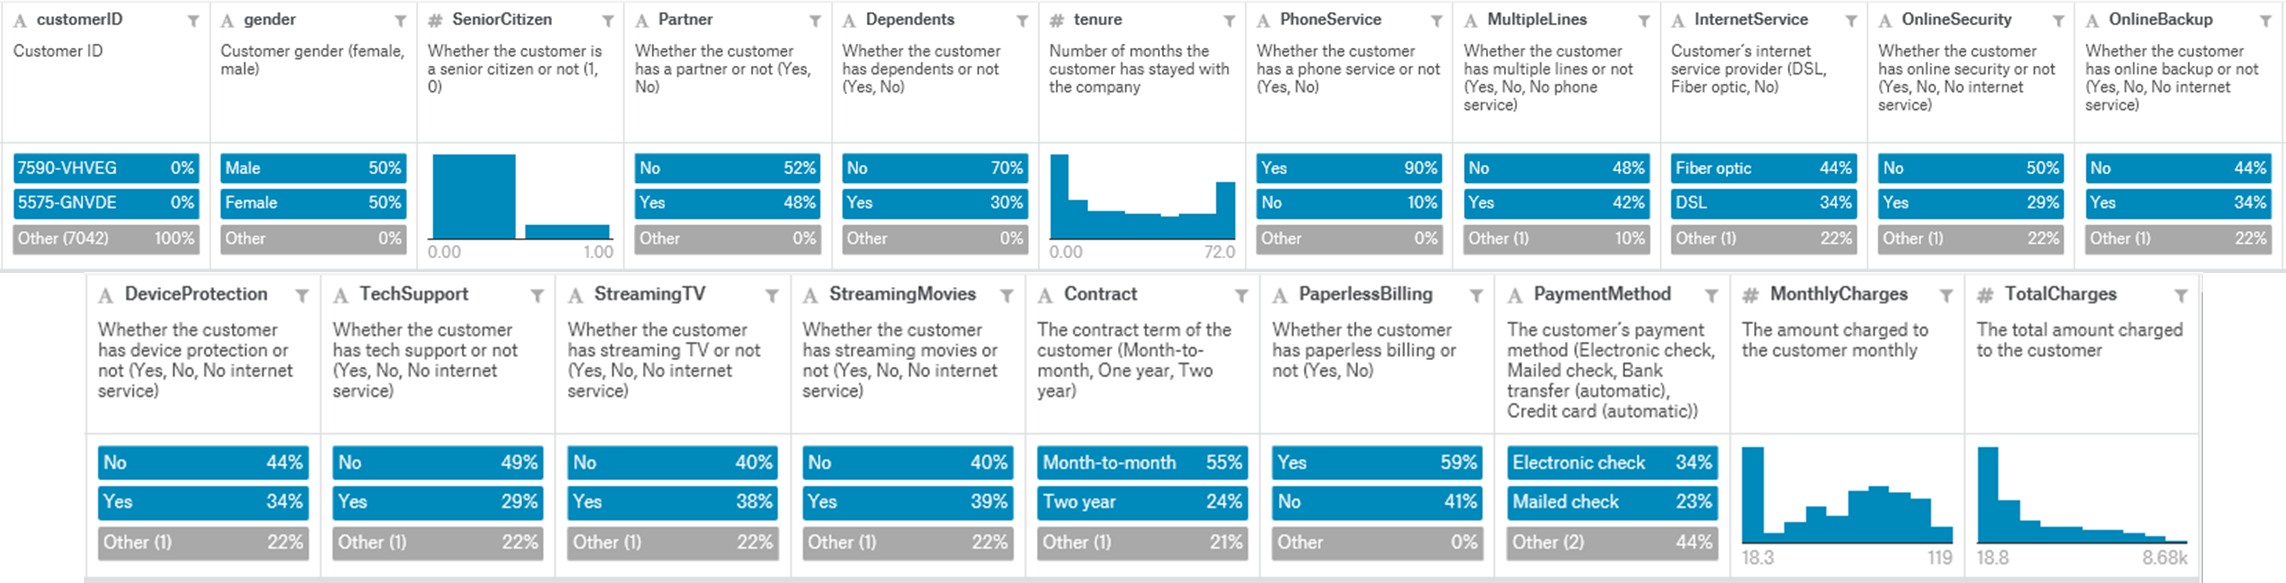 A customerID
Customer ID
7590-VHVEG 0%
5575-GNVDE 0%
Other (7042) 100%
A gender
Customer gender (female,
male)
Male 50%
Female 50%
Other 0%
# SeniorCitizen
Whether the customer is
a senior citizen or not (1,
0)
0.00 1.00
A Partner
Whether the customer
has a partner or not (Yes,
No)
No 52%
Yes 48%
Other 0%
A Dependents
Whether the customer
has dependents or not
(Yes, No)
No 70%
Yes 30%
Other 0%
# tenure
Number of months the
customer has stayed with
the company
0.00 72.0
A PhoneService
Whether the customer
has a phone service or not
(Yes, No)
Yes 90%
No 10%
Other 0%
A MultipleLines
Whether the customer
has multiple lines or not
(Yes, No, No phone
service)
No 48%
Yes 42%
Other (1) 10%
A InternetService
Customer´s internet
service provider (DSL,
Fiber optic, No)
Fiber optic 44%
DSL 34%
Other (1) 22%
A OnlineSecurity
Whether the customer
has online security or not
(Yes, No, No internet
service)
No 50%
Yes 29%
Other (1) 22%
A OnlineBackup
Whether the customer
has online backup or not
(Yes, No, No internet
service)
No 44%
Yes 34%
Other (1) 22%
A DeviceProtection
Whether the customer
has device protection or
not (Yes, No, No internet
service)
No 44%
Yes 34%
Other (1) 22%
A TechSupport
Whether the customer
has tech support or not
(Yes, No, No internet
service)
No 49%
Yes 29%
Other (1) 22%
A StreamingTV
Whether the customer
has streaming TV or not
(Yes, No, No internet
service)
No 40%
Yes 38%
Other (1) 22%
A StreamingMovies
Whether the customer
has streaming movies or
not (Yes, No, No internet
service)
No 40%
Yes 39%
Other (1) 22%
A Contract
The contract term of the
customer (Month-to-
month, One year, Two
year)
Month-to-month 55%
Two year 24%
Other (1) 21%
A PaperlessBilling
Whether the customer
has paperless billing or
not (Yes, No)
Yes 59%
No 41%
Other 0%
A PaymentMethod
The customer´s payment
method (Electronic check,
Mailed check, Bank
transfer (automatic),
Credit card (automatic))
Electronic check 34%
Mailed check 23%
Other (2) 44%
# MonthlyCharges
The amount charged to
the customer monthly
18.3 119
# TotalCharges
The total amount charged
to the customer
18.8 8.68k